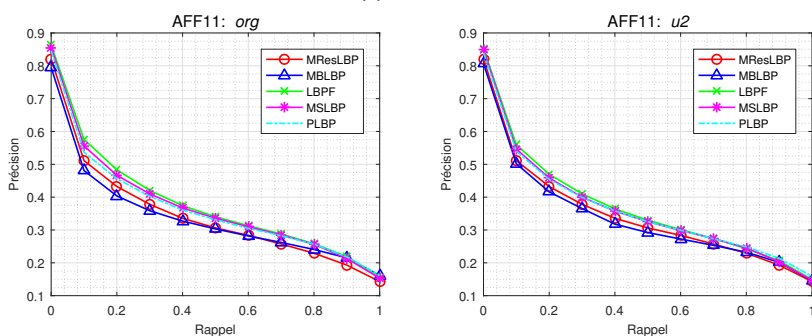 AFF11: org
0.9
0.8
0.7
0.6
0.5
0.4
0.3
0.2
0.1
Précision
0 0.2 0.4 0.6 0.8 1
Rappel
MResLBP
MBLBP
LBPF
MSLBP
PLBP
AFF11: u2
0.9
0.8
0.7
0.6
0.5
0.4
0.3
0.2
0.1
Précision
0 0.2 0.4 0.6 0.8
Rappel
MResLBP
MBLBP
LBPF
MSLBP
PLBP